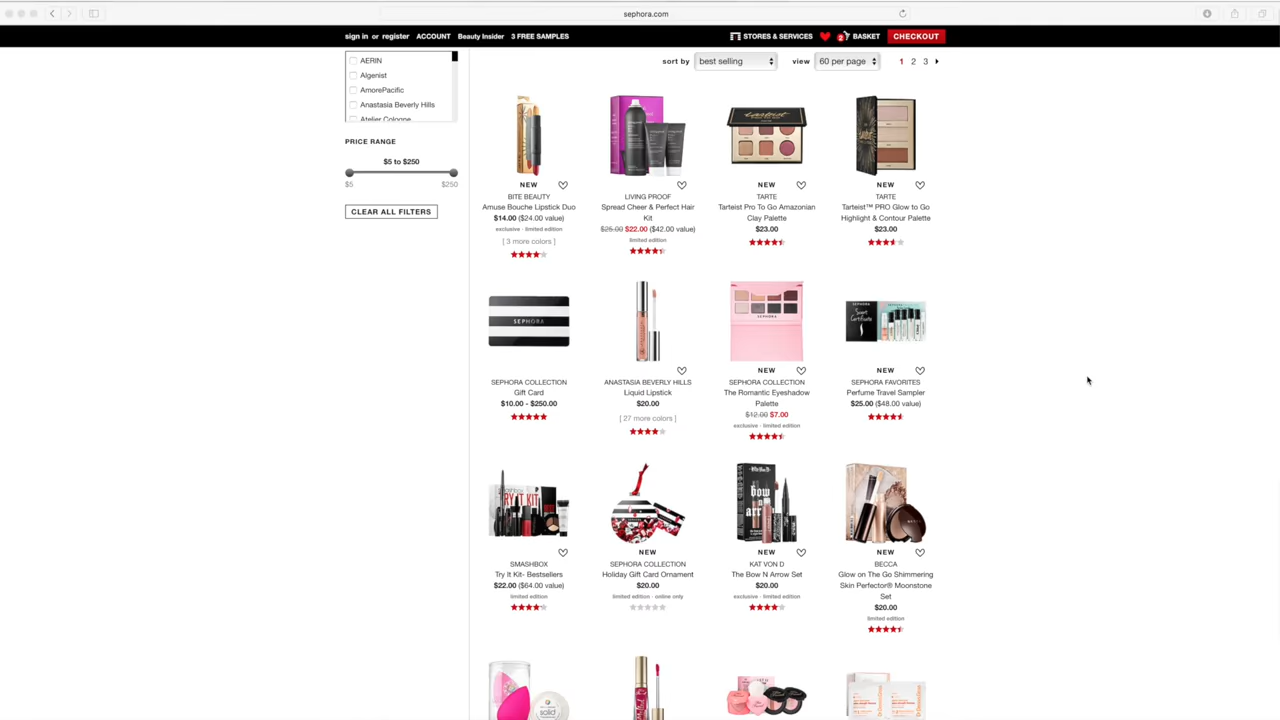 sephora.com
sign in or register ACCOUNT Beauty Insider 3 FREE SAMPLES STORES & SERVICES 2 BASKET CHECKOUT
AERIN
Algenist
AmorePacific
Anastasia Beverly Hills
Atelier Cologne
PRICE RANGE
$5 to $250
$5 $250
CLEAR ALL FILTERS
sort by best selling view 60 per page 1 2 3
NEW
BITE BEAUTY
Amuse Bouche Lipstick Duo
$14.00 ($24.00 value)
exclusive · limited edition
[ 3 more colors ]
LIVING PROOF
Spread Cheer & Perfect Hair
Kit
$25.00 $22.00 ($42.00 value)
limited edition
NEW
TARTE
Tarteist Pro To Go Amazonian
Clay Palette
$23.00
NEW
TARTE
Tarteist™ PRO Glow to Go
Highlight & Contour Palette
$23.00
SEPHORA
SEPHORA COLLECTION
Gift Card
$10.00 - $250.00
ANASTASIA BEVERLY HILLS
Liquid Lipstick
$20.00
[ 27 more colors ]
NEW
SEPHORA COLLECTION
The Romantic Eyeshadow
Palette
$12.00 $7.00
exclusive · limited edition
NEW
SEPHORA FAVORITES
Perfume Travel Sampler
$25.00 ($48.00 value)
TRY IT KIT
SMASHBOX
Try It Kit- Bestsellers
$22.00 ($64.00 value)
limited edition
NEW
SEPHORA COLLECTION
Holiday Gift Card Ornament
$20.00
limited edition · online only
bow n
arrow
NEW
KAT VON D
The Bow N Arrow Set
$20.00
exclusive · limited edition
NEW
BECCA
Glow on The Go Shimmering
Skin Perfector® Moonstone
Set
$20.00
limited edition
solid